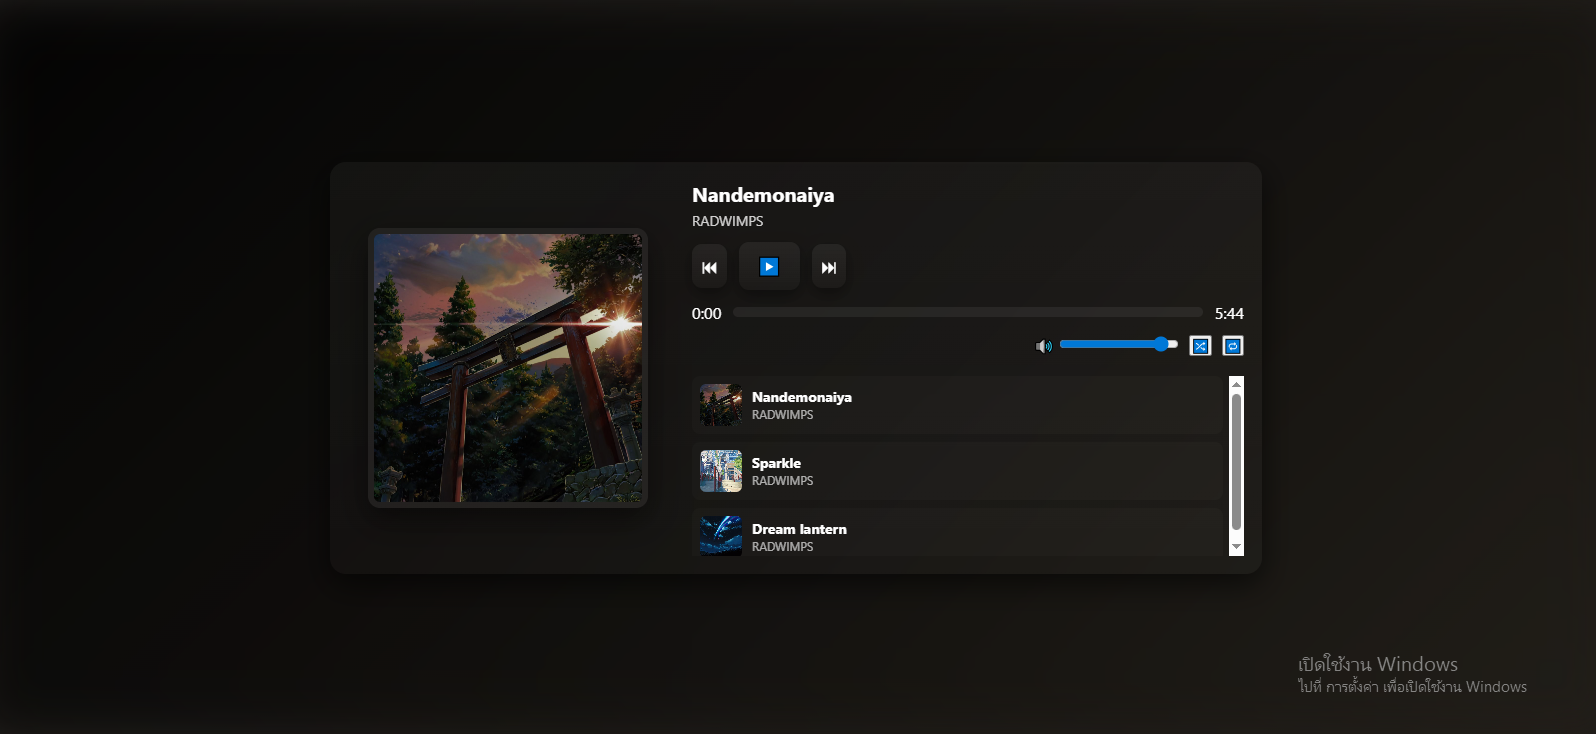 Nandemonaiya
RADWIMPS
0:00
5:44
Nandemonaiya
RADWIMPS
Sparkle
RADWIMPS
Dream lantern
RADWIMPS
เปิดใช้งาน Windows
ไปที่ การตั้งค่า เพื่อเปิดใช้งาน Windows